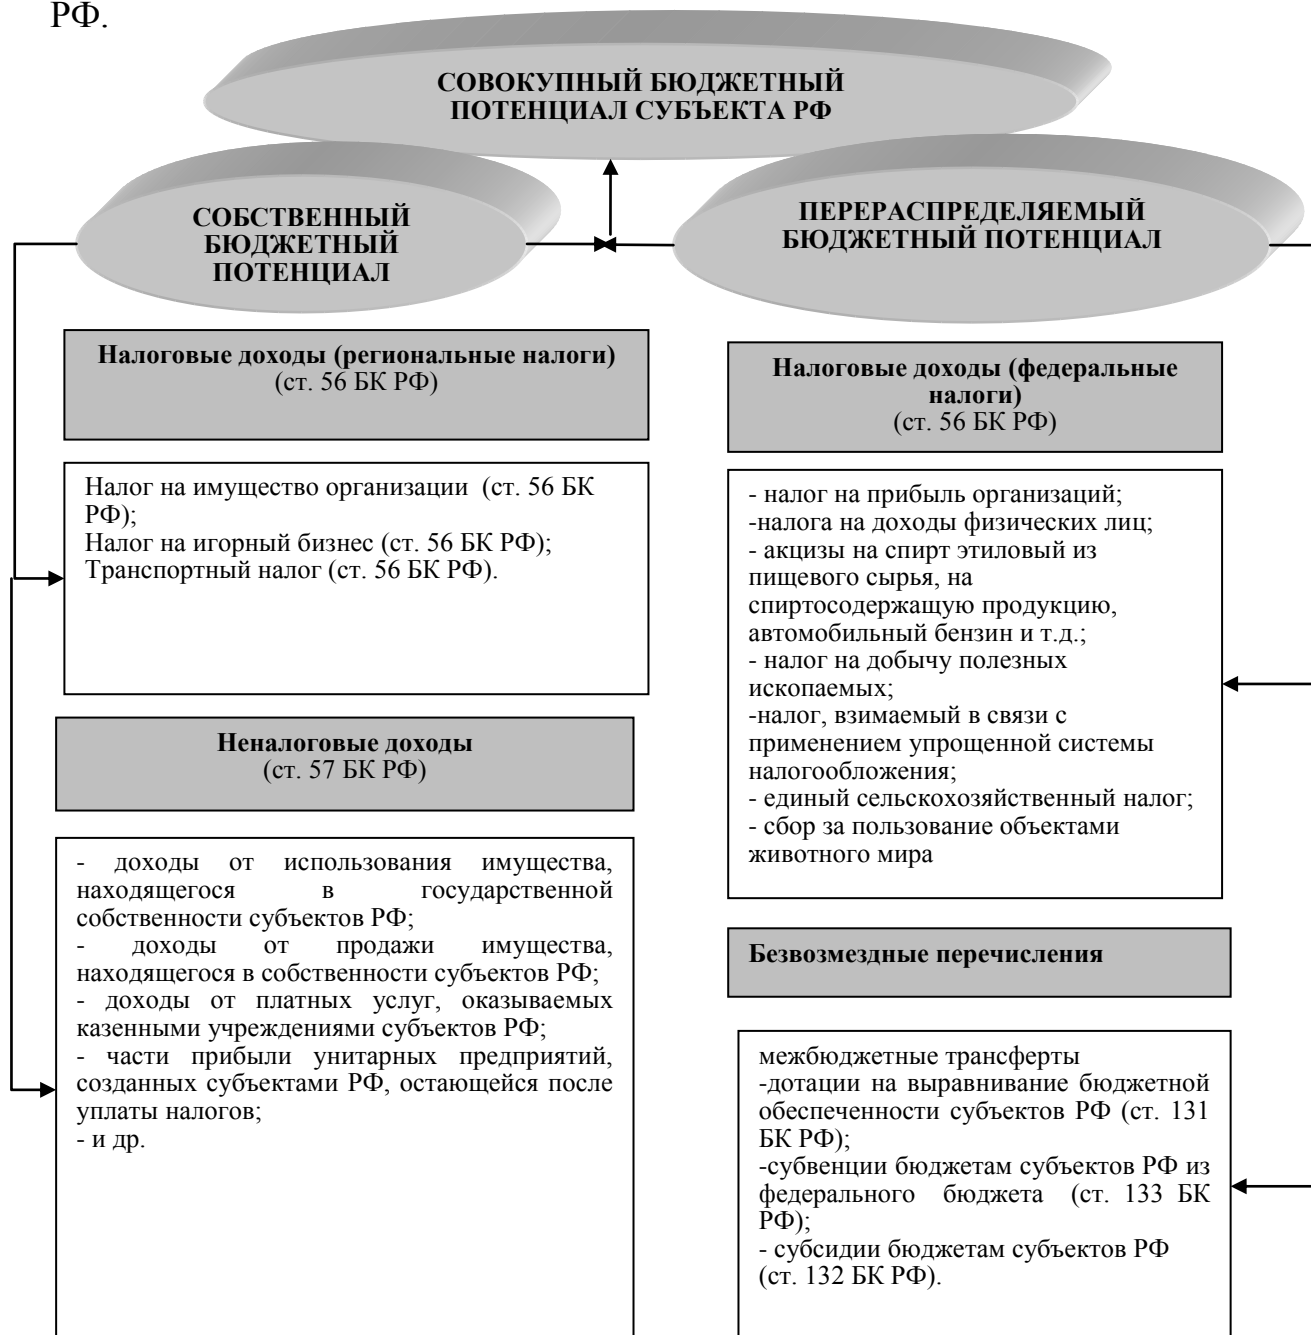 РФ.
СОВОКУПНЫЙ БЮДЖЕТНЫЙ
ПОТЕНЦИАЛ СУБЪЕКТА РФ
СОБСТВЕННЫЙ
БЮДЖЕТНЫЙ
ПОТЕНЦИАЛ
ПЕРЕРАСПРЕДЕЛЯЕМЫЙ
БЮДЖЕТНЫЙ ПОТЕНЦИАЛ
Налоговые доходы (региональные налоги)
(ст. 56 БК РФ)
Налог на имущество организации (ст. 56 БК
РФ);
Налог на игорный бизнес (ст. 56 БК РФ);
Транспортный налог (ст. 56 БК РФ).
Неналоговые доходы
(ст. 57 БК РФ)
- доходы от использования имущества,
находящегося в государственной
собственности субъектов РФ;
- доходы от продажи имущества,
находящегося в собственности субъектов РФ;
- доходы от платных услуг, оказываемых
казенными учреждениями субъектов РФ;
- части прибыли унитарных предприятий,
созданных субъектами РФ, остающейся после
уплаты налогов;
- и др.
Налоговые доходы (федеральные
налоги)
(ст. 56 БК РФ)
- налог на прибыль организаций;
-налога на доходы физических лиц;
- акцизы на спирт этиловый из
пищевого сырья, на
спиртосодержащую продукцию,
автомобильный бензин и т.д.;
- налог на добычу полезных
ископаемых;
-налог, взимаемый в связи с
применением упрощенной системы
налогообложения;
- единый сельскохозяйственный налог;
- сбор за пользование объектами
животного мира
Безвозмездные перечисления
межбюджетные трансферты
-дотации на выравнивание бюджетной
обеспеченности субъектов РФ (ст. 131
БК РФ);
-субвенции бюджетам субъектов РФ из
федерального бюджета (ст. 133 БК
РФ);
- субсидии бюджетам субъектов РФ
(ст. 132 БК РФ).